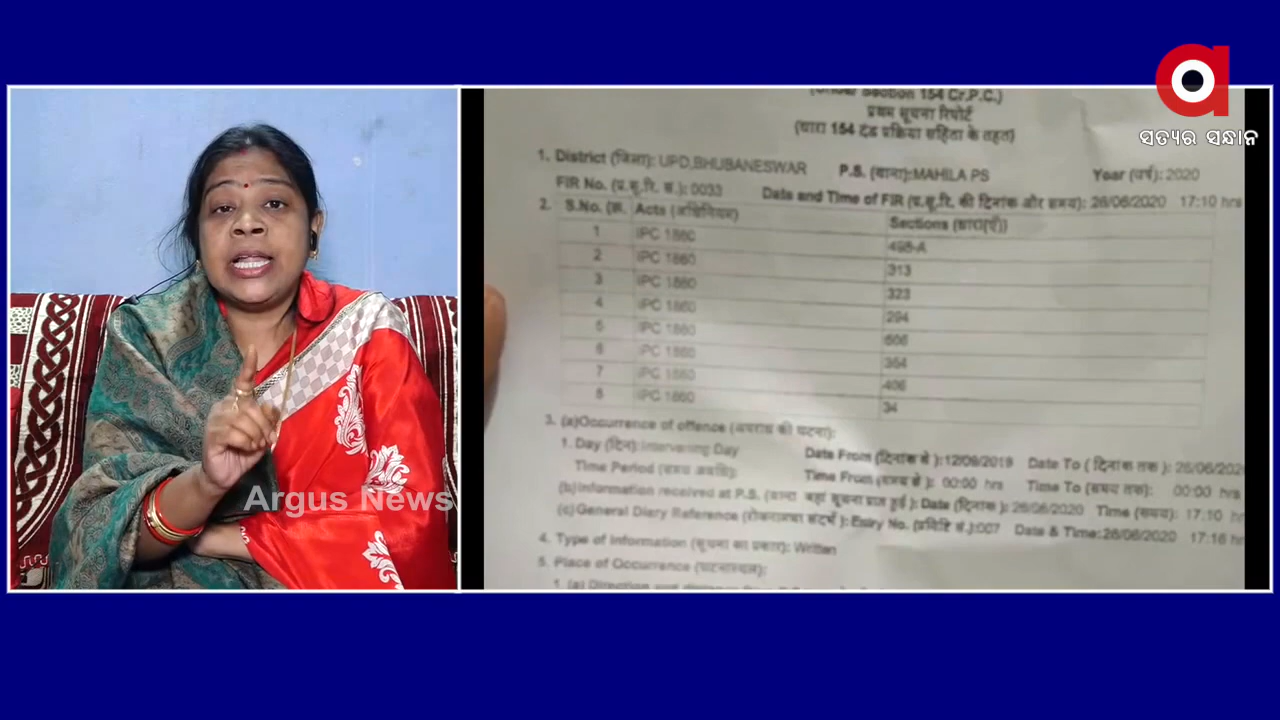 ସତ୍ୟର ସନ୍ଧାନ
Argus News
(Under Section 154 Cr.P.C.)
प्रथम सूचना रिपोर्ट
(धारा 154 दंड प्रक्रिया संहिता के तहत)
1. District (जिला): UPD,BHUBANESWAR P.S. (थाना):MAHILA PS Year (वर्ष): 2020
FIR No. (प्र.सू.रि. सं.): 0033 Date and Time of FIR (प्र.सू.रि. की दिनांक और समय): 26/06/2020 17:10 hrs
2. S.No. (क्र. Acts (अधिनियम) Sections (धारा(एँ))
1 IPC 1860 498-A
2 IPC 1860 313
3 IPC 1860 323
4 IPC 1860 294
5 IPC 1860 506
6 IPC 1860 354
7 IPC 1860 406
8 IPC 1860 34
3. (a)Occurrence of offence (अपराध की घटना):
1. Day (दिन): Intervening Day Date From (दिनांक से ):12/09/2019 Date To ( दिनांक तक ): 26/06/202
Time Period (समय अवधि): Time From (समय से ): 00:00 hrs Time To (समय तक): 00:00 hrs
(b)Information received at P.S. (थाना जहां सूचना प्राप्त हुई ): Date (दिनांक ): 26/06/2020 Time (समय): 17:10 hr
(c)General Diary Reference (रोजनामचा संदर्भ ): Entry No. (प्रविष्टि सं.):007 Date & Time:26/06/2020 17:16 hr
4. Type of Information (सूचना का प्रकार): Written
5. Place of Occurrence (घटनास्थल):
1. (a) Direction and distance from P.S.